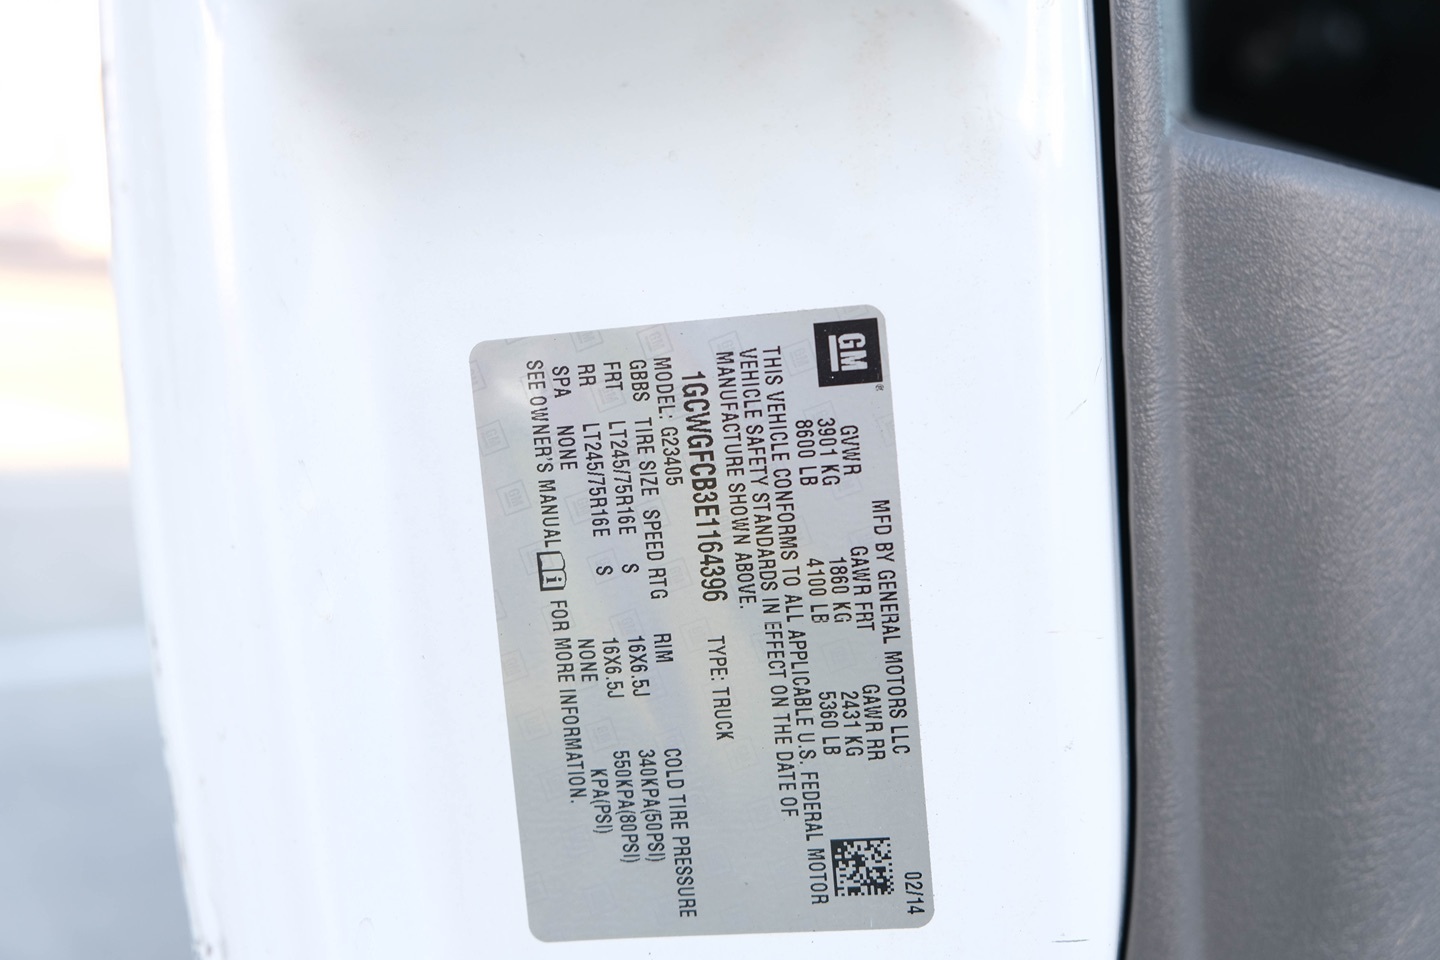 GM
MFD BY GENERAL MOTORS LLC 02/14
GVWR GAWR FRT GAWR RR
3901 KG 1860 KG 2431 KG
8600 LB 4100 LB 5360 LB
THIS VEHICLE CONFORMS TO ALL APPLICABLE U.S. FEDERAL MOTOR
VEHICLE SAFETY STANDARDS IN EFFECT ON THE DATE OF
MANUFACTURE SHOWN ABOVE.
1GCWGFCB3E1164396 TYPE: TRUCK
MODEL: G23405
GBBS TIRE SIZE SPEED RTG RIM COLD TIRE PRESSURE
FRT LT245/75R16E S 16X6.5J 340KPA(50PSI)
RR LT245/75R16E S 16X6.5J 550KPA(80PSI)
SPA NONE NONE KPA(PSI)
SEE OWNER'S MANUAL i FOR MORE INFORMATION.